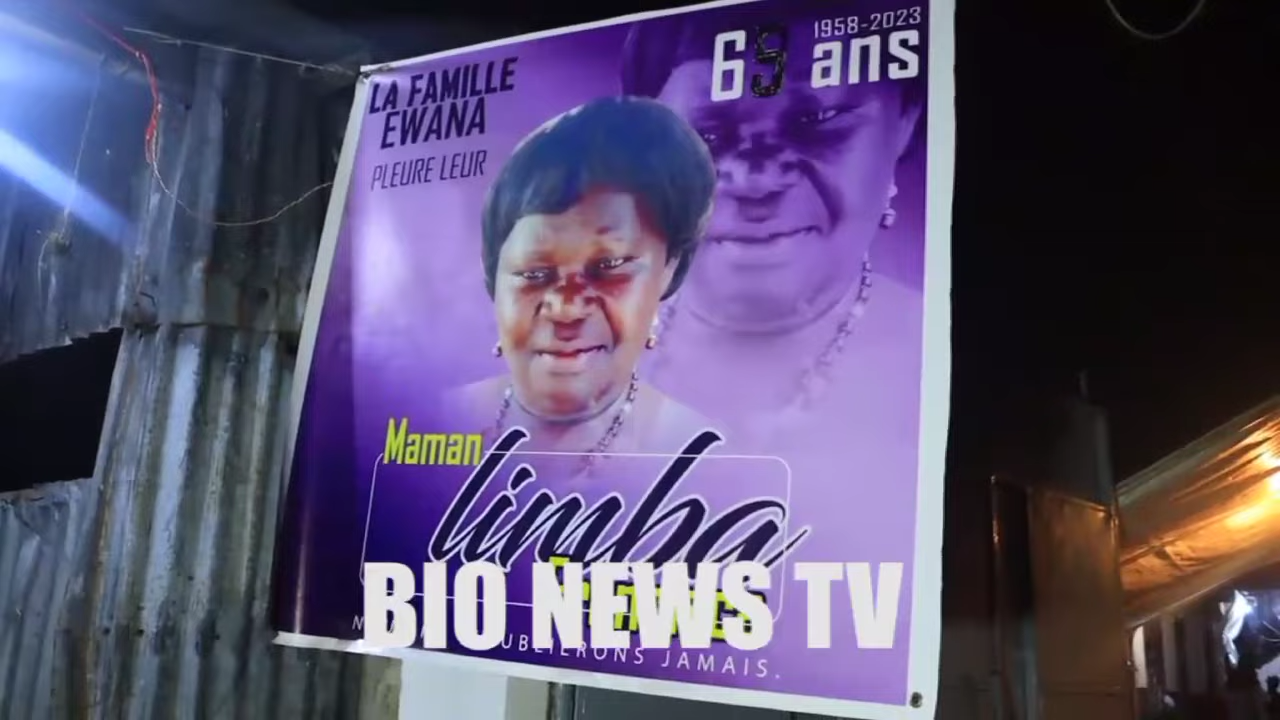 1958-2023
69 ans
LA FAMILLE
EWANA
PLEURE LEUR
Maman
limba
BIO NEWS TV
JAMAIS.